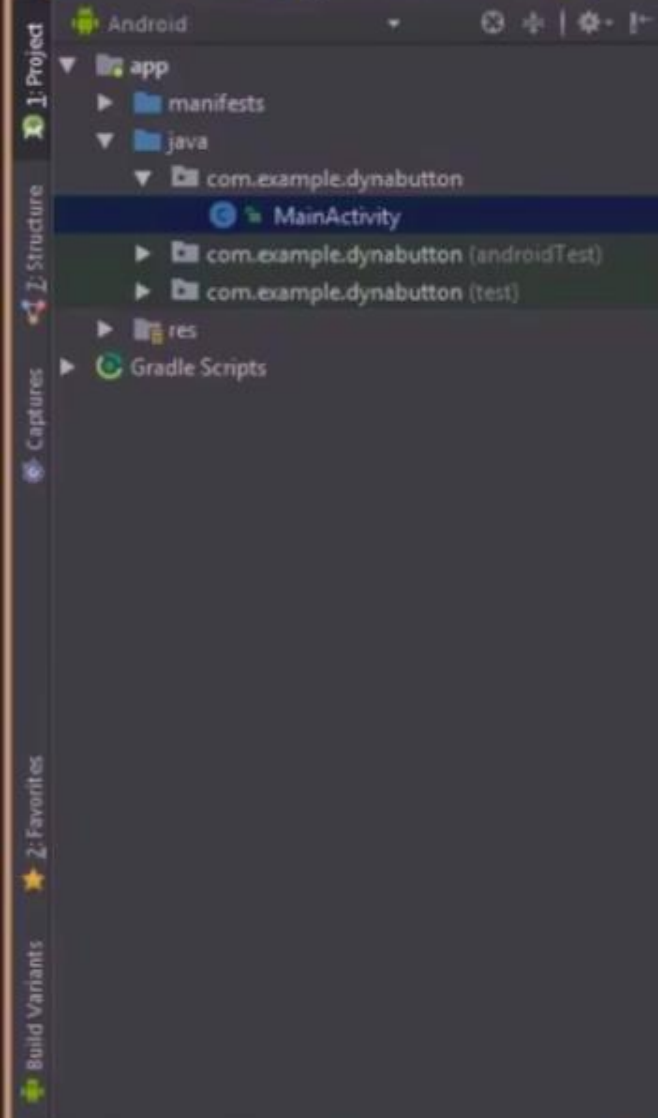 Android
app
manifests
java
com.example.dynabutton
MainActivity
com.example.dynabutton (androidTest)
com.example.dynabutton (test)
res
Gradle Scripts
1: Project
7: Structure
Captures
2: Favorites
Build Variants